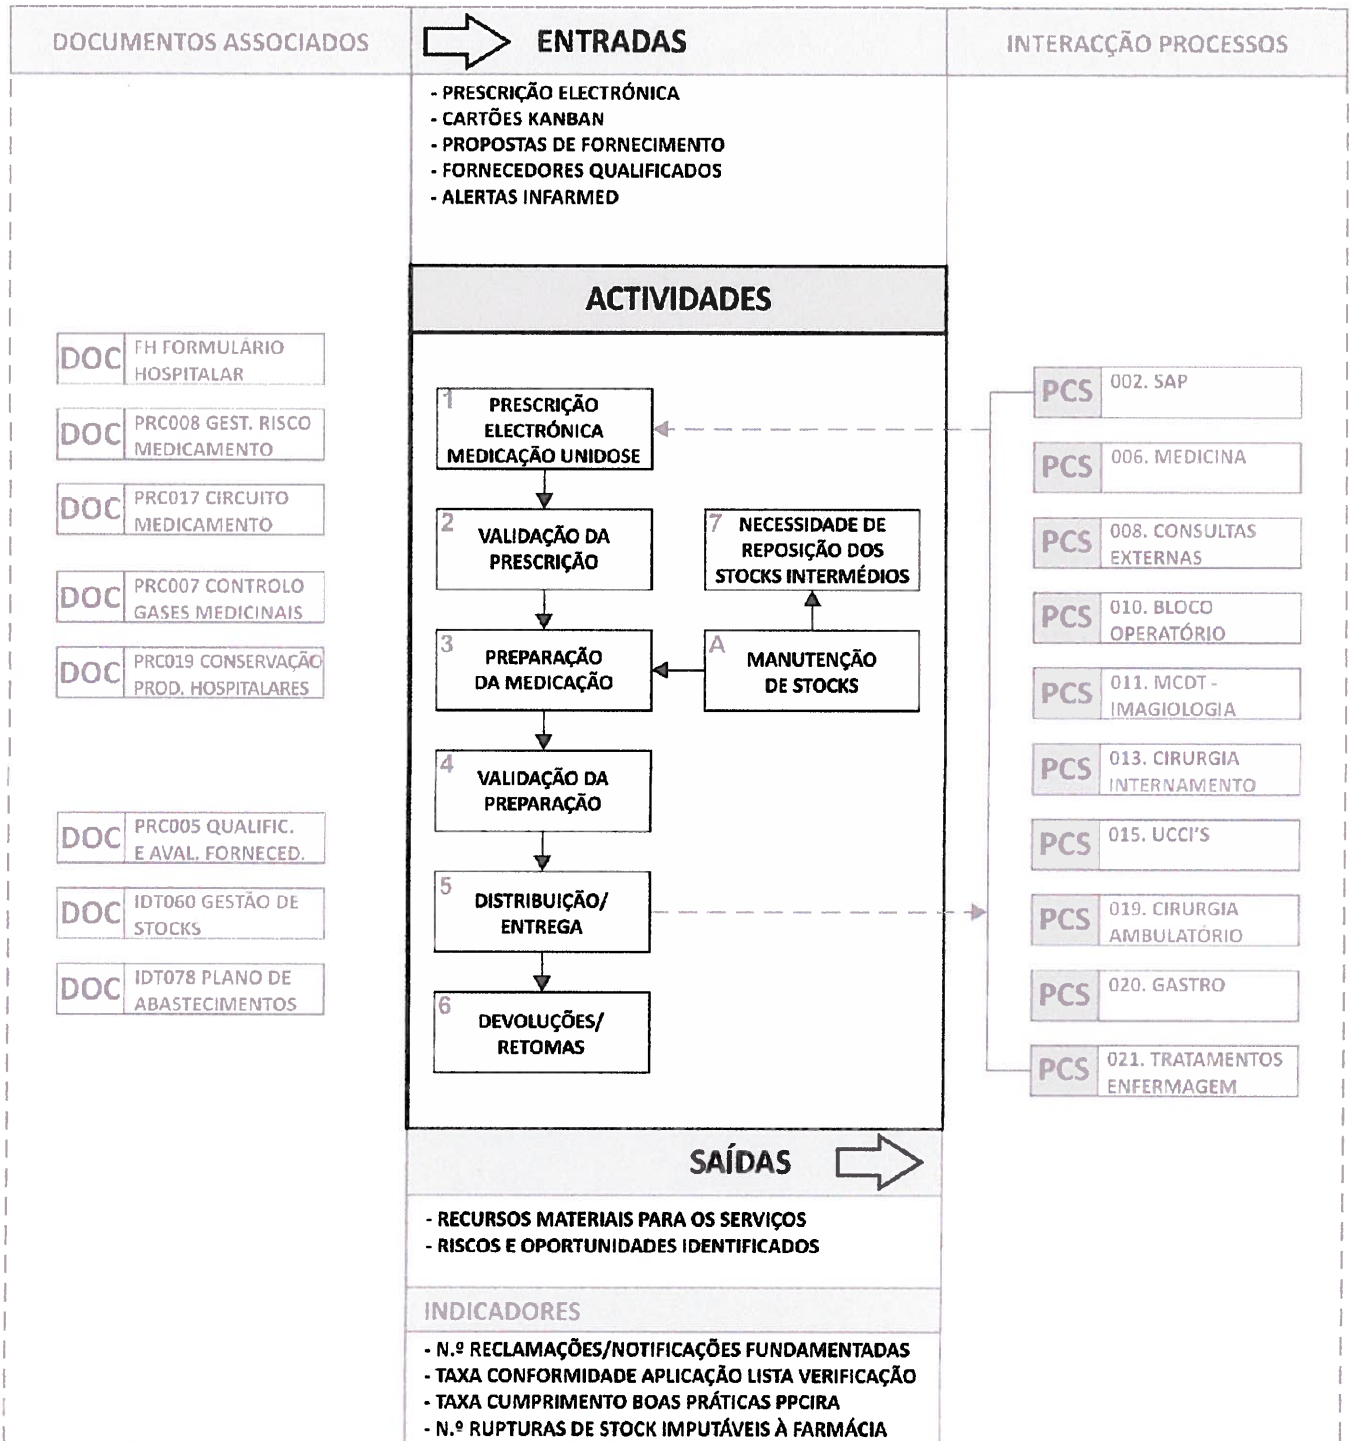 DOCUMENTOS ASSOCIADOS
ENTRADAS
INTERACÇÃO PROCESSOS
- PRESCRIÇÃO ELECTRÓNICA
- CARTÕES KANBAN
- PROPOSTAS DE FORNECIMENTO
- FORNECEDORES QUALIFICADOS
- ALERTAS INFARMED
ACTIVIDADES
DOC FH FORMULÁRIO
HOSPITALAR
DOC PRC008 GEST. RISCO
MEDICAMENTO
DOC PRC017 CIRCUITO
MEDICAMENTO
DOC PRC007 CONTROLO
GASES MEDICINAIS
DOC PRC019 CONSERVAÇÃO
PROD. HOSPITALARES
DOC PRC005 QUALIFIC.
E AVAL. FORNECED.
DOC IDT060 GESTÃO DE
STOCKS
DOC IDT078 PLANO DE
ABASTECIMENTOS
1 PRESCRIÇÃO
ELECTRÓNICA
MEDICAÇÃO UNIDOSE
2 VALIDAÇÃO DA
PRESCRIÇÃO
3 PREPARAÇÃO
DA MEDICAÇÃO
4 VALIDAÇÃO DA
PREPARAÇÃO
5 DISTRIBUIÇÃO/
ENTREGA
6 DEVOLUÇÕES/
RETOMAS
7 NECESSIDADE DE
REPOSIÇÃO DOS
STOCKS INTERMÉDIOS
A MANUTENÇÃO
DE STOCKS
PCS 002. SAP
PCS 006. MEDICINA
PCS 008. CONSULTAS
EXTERNAS
PCS 010. BLOCO
OPERATÓRIO
PCS 011. MCDT -
IMAGIOLOGIA
PCS 013. CIRURGIA
INTERNAMENTO
PCS 015. UCCI'S
PCS 019. CIRURGIA
AMBULATÓRIO
PCS 020. GASTRO
PCS 021. TRATAMENTOS
ENFERMAGEM
SAÍDAS
- RECURSOS MATERIAIS PARA OS SERVIÇOS
- RISCOS E OPORTUNIDADES IDENTIFICADOS
INDICADORES
- N.º RECLAMAÇÕES/NOTIFICAÇÕES FUNDAMENTADAS
- TAXA CONFORMIDADE APLICAÇÃO LISTA VERIFICAÇÃO
- TAXA CUMPRIMENTO BOAS PRÁTICAS PPCIRA
- N.º RUPTURAS DE STOCK IMPUTÁVEIS À FARMÁCIA